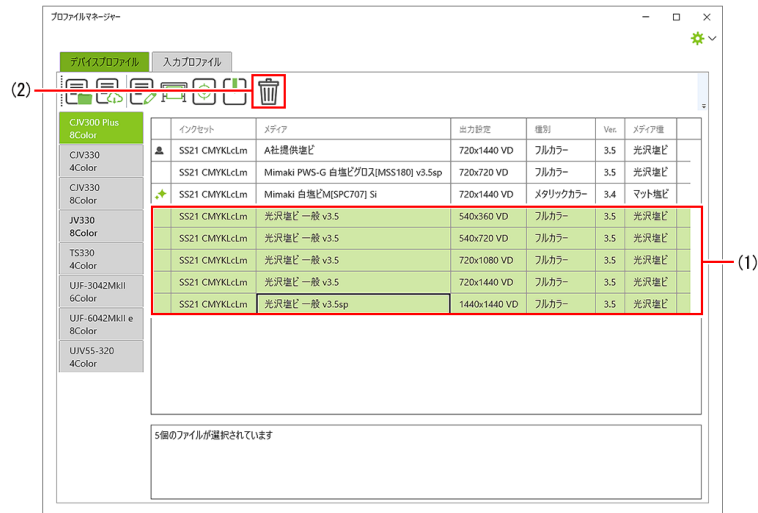 プロファイルマネージャー
デバイスプロファイル 入力プロファイル
(2)
CJV300 Plus
8Color
CJV330
4Color
CJV330
8Color
JV330
8Color
TS330
4Color
UJF-3042MkII
6Color
UJF-6042MkII e
8Color
UJV55-320
4Color
インクセット メディア 出力設定 種別 Ver. メディア種
SS21 CMYKLcLm A社提供塩ビ 720x1440 VD フルカラー 3.5 光沢塩ビ
SS21 CMYKLcLm Mimaki PWS-G 白塩ビグロス[MSS180] v3.5sp 720x720 VD フルカラー 3.5 光沢塩ビ
SS21 CMYKLcLm Mimaki 白塩ビM[SPC707] Si 720x1440 VD メタリックカラー 3.4 マット塩ビ
SS21 CMYKLcLm 光沢塩ビ 一般 v3.5 540x360 VD フルカラー 3.5 光沢塩ビ
SS21 CMYKLcLm 光沢塩ビ 一般 v3.5 540x720 VD フルカラー 3.5 光沢塩ビ
SS21 CMYKLcLm 光沢塩ビ 一般 v3.5 720x1080 VD フルカラー 3.5 光沢塩ビ
SS21 CMYKLcLm 光沢塩ビ 一般 v3.5 720x1440 VD フルカラー 3.5 光沢塩ビ
SS21 CMYKLcLm 光沢塩ビ 一般 v3.5sp 1440x1440 VD フルカラー 3.5 光沢塩ビ
(1)
5個のファイルが選択されています